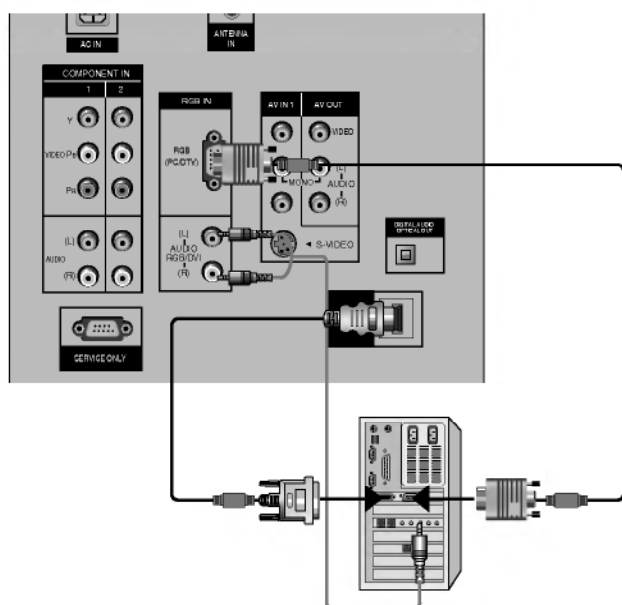 AC IN
ANTENNA
IN
COMPONENT IN
1 2
Y
VIDEO PB
PR
(L)
AUDIO
(R)
RGB IN
RGB
(PC/DTV)
(L)
AUDIO
RGB/DVI
(R)
AV IN 1 AV OUT
VIDEO
(L)
MONO
AUDIO
(R)
S-VIDEO
DIGITAL AUDIO
OPTICAL OUT
SERVICE ONLY